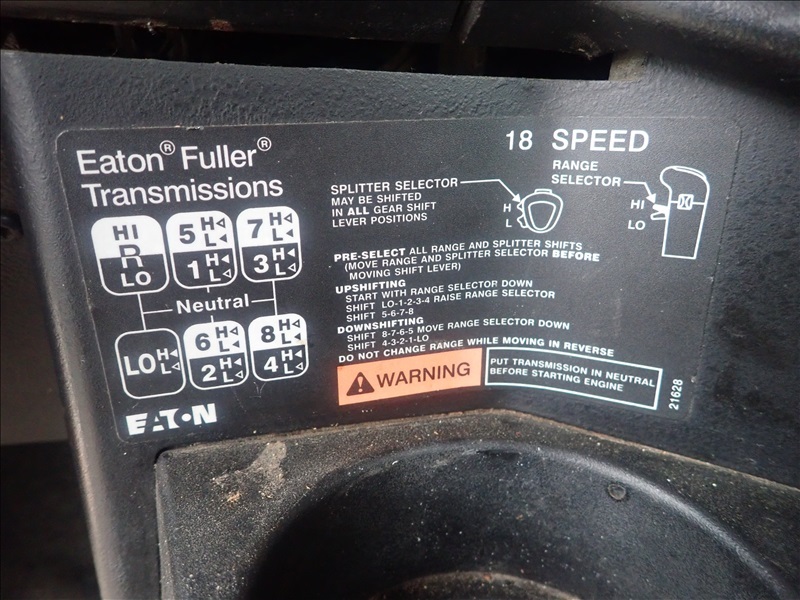 Eaton® Fuller®
Transmissions
18 SPEED
SPLITTER SELECTOR
MAY BE SHIFTED
IN ALL GEAR SHIFT
LEVER POSITIONS
H
L
RANGE
SELECTOR
HI
LO
HI
R
LO
5 H L
1 H L
7 H L
3 H L
Neutral
LO H L
6 H L
2 H L
8 H L
4 H L
PRE-SELECT ALL RANGE AND SPLITTER SHIFTS
(MOVE RANGE AND SPLITTER SELECTOR BEFORE
MOVING SHIFT LEVER)
UPSHIFTING
START WITH RANGE SELECTOR DOWN
SHIFT LO-1-2-3-4 RAISE RANGE SELECTOR
SHIFT 5-6-7-8
DOWNSHIFTING
SHIFT 8-7-6-5 MOVE RANGE SELECTOR DOWN
SHIFT 4-3-2-1-LO
DO NOT CHANGE RANGE WHILE MOVING IN REVERSE
WARNING
PUT TRANSMISSION IN NEUTRAL
BEFORE STARTING ENGINE
21628
EATON